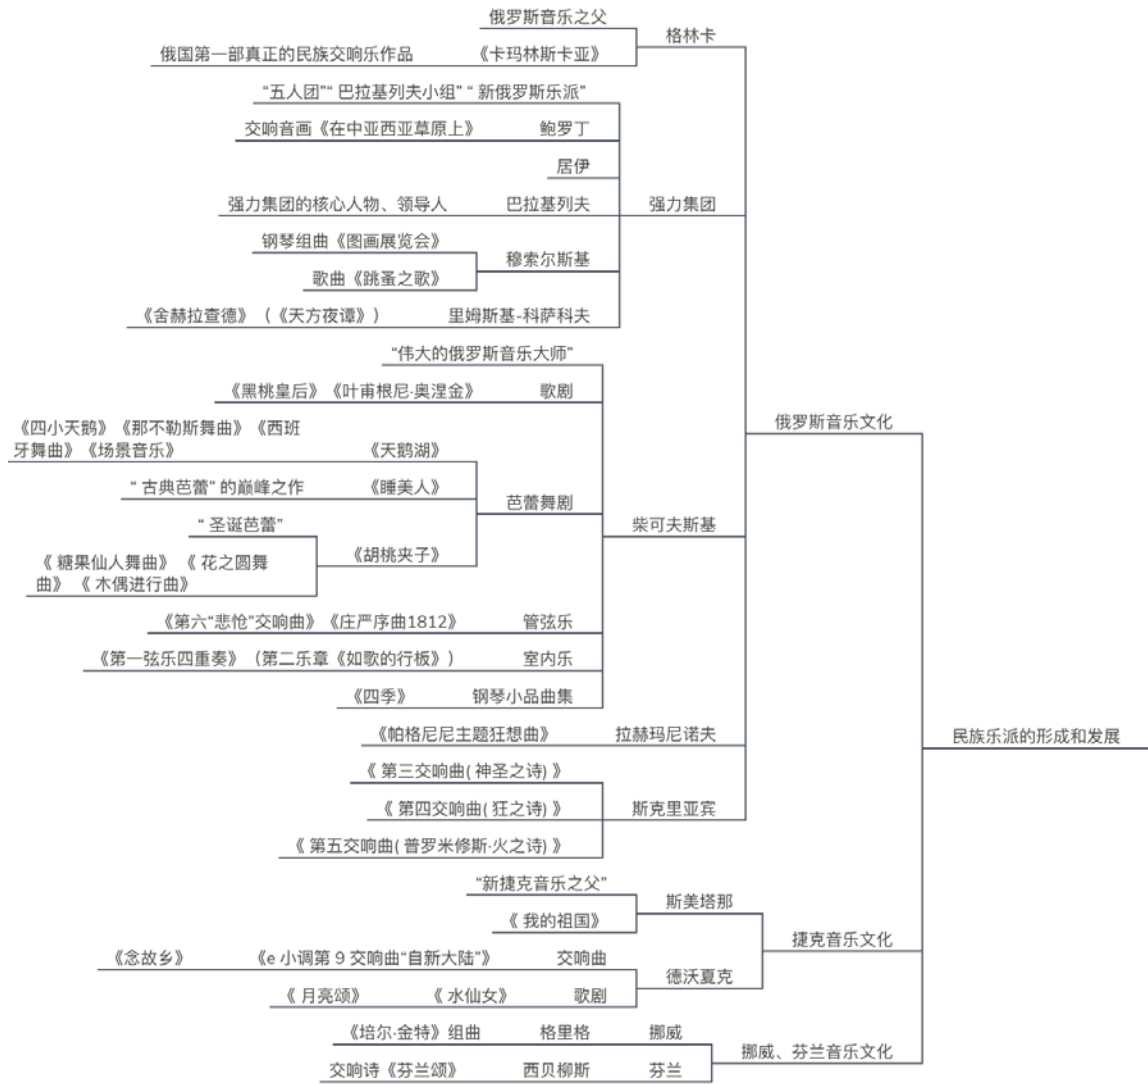 俄罗斯音乐之父
格林卡
俄国第一部真正的民族交响乐作品 《卡玛林斯卡亚》
“五人团”“ 巴拉基列夫小组” “ 新俄罗斯乐派”
交响音画《在中亚西亚草原上》 鲍罗丁
居伊
强力集团的核心人物、领导人 巴拉基列夫 强力集团
钢琴组曲《图画展览会》
穆索尔斯基
歌曲《跳蚤之歌》
《舍赫拉查德》（《天方夜谭》） 里姆斯基-科萨科夫
“伟大的俄罗斯音乐大师”
《黑桃皇后》《叶甫根尼·奥涅金》 歌剧
俄罗斯音乐文化
《四小天鹅》《那不勒斯舞曲》《西班
牙舞曲》《场景音乐》 《天鹅湖》
“ 古典芭蕾” 的巅峰之作 《睡美人》
芭蕾舞剧
“ 圣诞芭蕾”
柴可夫斯基
《胡桃夹子》
《 糖果仙人舞曲》 《 花之圆舞
曲》 《 木偶进行曲》
《第六“悲怆”交响曲》《庄严序曲1812》 管弦乐
《第一弦乐四重奏》（第二乐章《如歌的行板》） 室内乐
《四季》 钢琴小品曲集
《帕格尼尼主题狂想曲》 拉赫玛尼诺夫
民族乐派的形成和发展
《 第三交响曲( 神圣之诗) 》
《 第四交响曲( 狂之诗) 》 斯克里亚宾
《 第五交响曲( 普罗米修斯·火之诗) 》
“新捷克音乐之父”
斯美塔那
《 我的祖国》
捷克音乐文化
《念故乡》 《e 小调第 9 交响曲“自新大陆”》 交响曲
德沃夏克
《 月亮颂》 《 水仙女》 歌剧
《培尔·金特》组曲 格里格 挪威
挪威、芬兰音乐文化
交响诗《芬兰颂》 西贝柳斯 芬兰